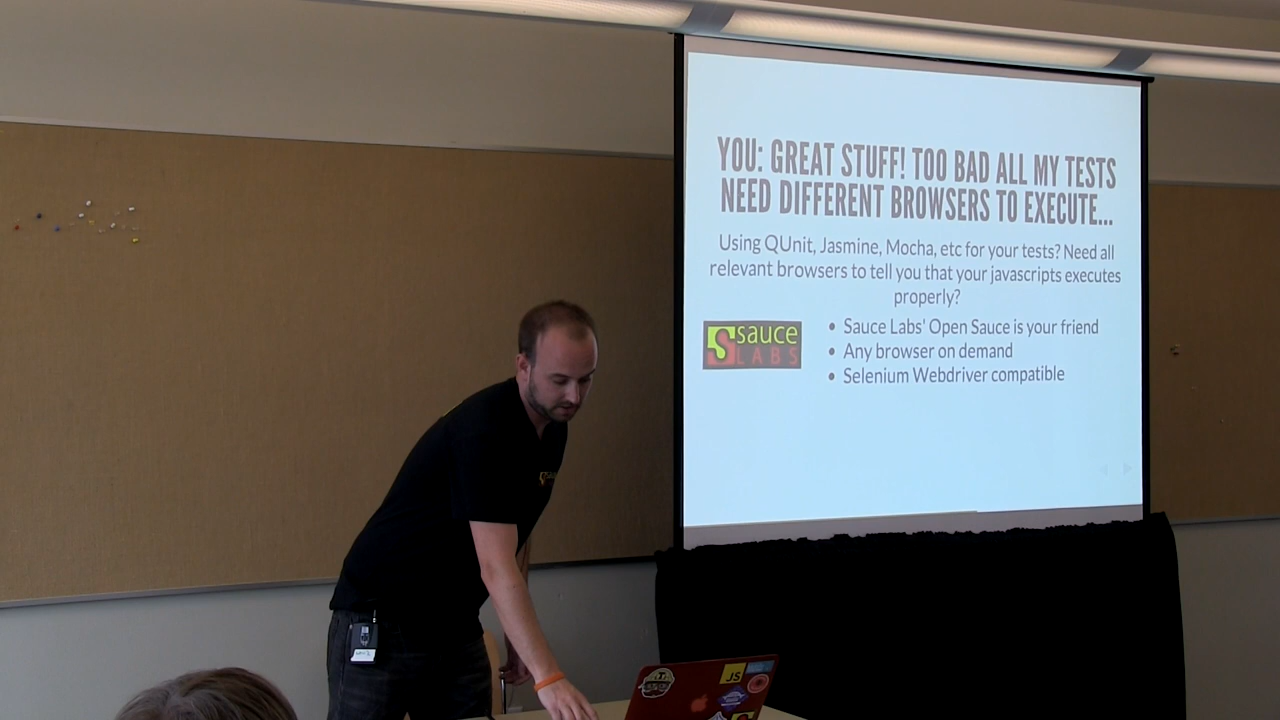 YOU: GREAT STUFF! TOO BAD ALL MY TESTS
NEED DIFFERENT BROWSERS TO EXECUTE...
Using QUnit, Jasmine, Mocha, etc for your tests? Need all
relevant browsers to tell you that your javascripts executes
properly?
sauce
LABS
• Sauce Labs' Open Sauce is your friend
• Any browser on demand
• Selenium Webdriver compatible
JS